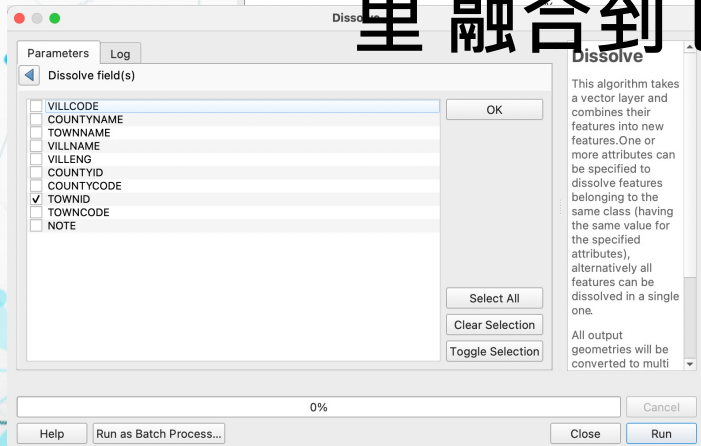 里 融合到
Dissolve
Parameters
Log
Dissolve field(s)
VILLCODE
COUNTYNAME
TOWNNAME
VILLNAME
VILLENG
COUNTYID
COUNTYCODE
TOWNID
TOWNCODE
NOTE
OK
Select All
Clear Selection
Toggle Selection
Dissolve
This algorithm takes
a vector layer and
combines their
features into new
features.One or
more attributes can
be specified to
dissolve features
belonging to the
same class (having
the same value for
the specified
attributes),
alternatively all
features can be
dissolved in a single
one.
All output
geometries will be
converted to multi
0%
Cancel
Help
Run as Batch Process...
Close
Run